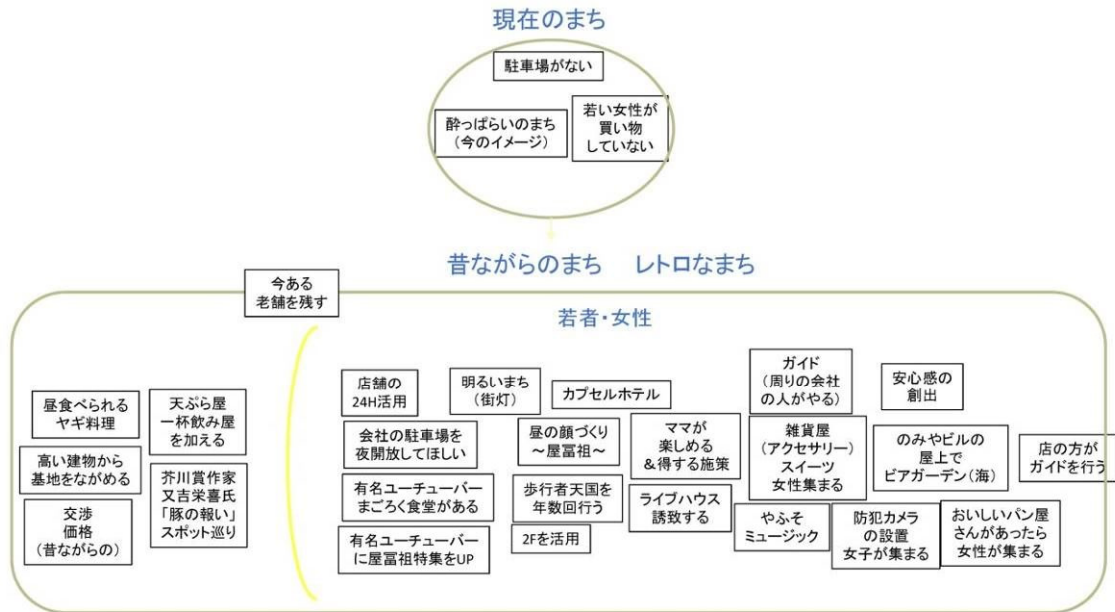 現在のまち
駐車場がない
酔っぱらいのまち
(今のイメージ)
若い女性が
買い物
していない
昔ながらのまち　レトロなまち
今ある
老舗を残す
若者・女性
昼食べられる
ヤギ料理
天ぷら屋
一杯飲み屋
を加える
高い建物から
基地をながめる
芥川賞作家
又吉栄喜氏
「豚の報い」
スポット巡り
交渉
価格
(昔ながらの)
店舗の
24H活用
明るいまち
(街灯)
カプセルホテル
ガイド
(周りの会社
の人がやる)
安心感の
創出
会社の駐車場を
夜開放してほしい
昼の顔づくり
～屋冨祖～
ママが
楽しめる
＆得する施策
雑貨屋
(アクセサリー)
スイーツ
女性集まる
のみやビルの
屋上で
ビアガーデン(海)
店の方が
ガイドを行う
有名ユーチューバー
まごろく食堂がある
歩行者天国を
年数回行う
ライブハウス
誘致する
やふそ
ミュージック
防犯カメラ
の設置
女子が集まる
おいしいパン屋
さんがあったら
女性が集まる
有名ユーチューバー
に屋冨祖特集をUP
2Fを活用